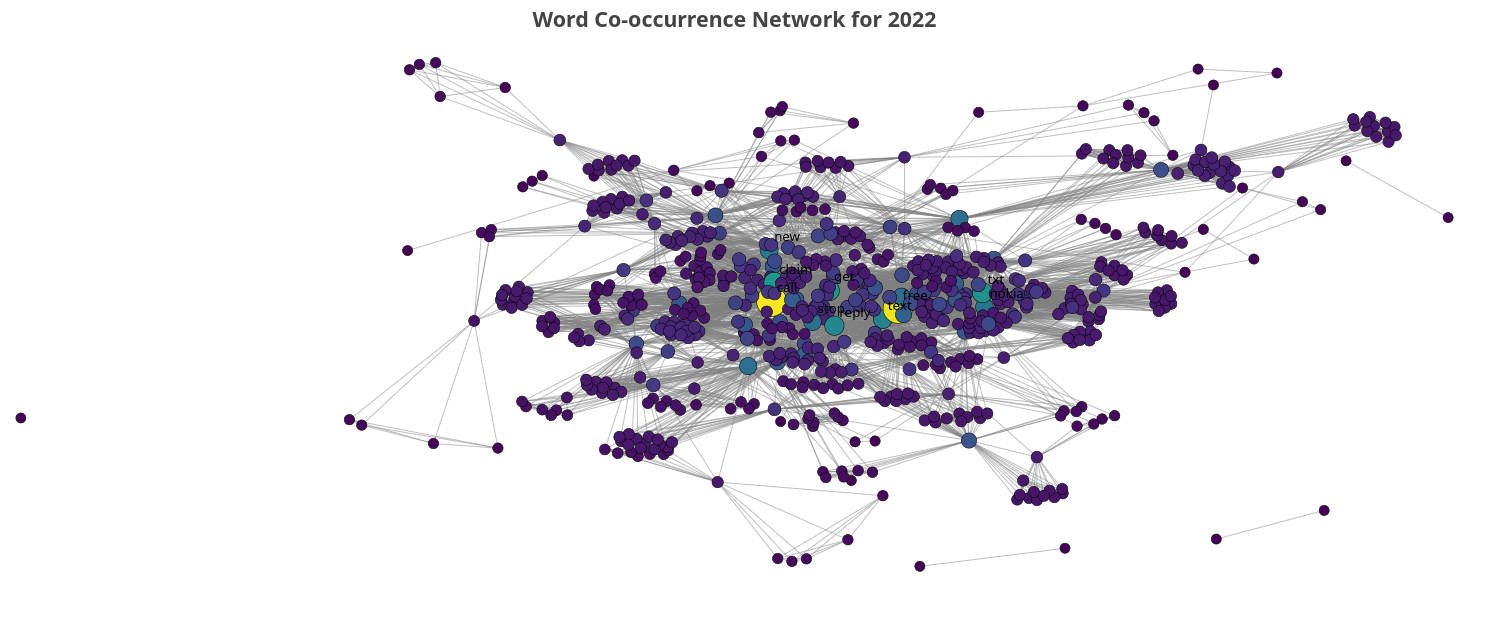 Word Co-occurrence Network for 2022
new
claim
get
call
txt
nokia
free
text
stop
reply